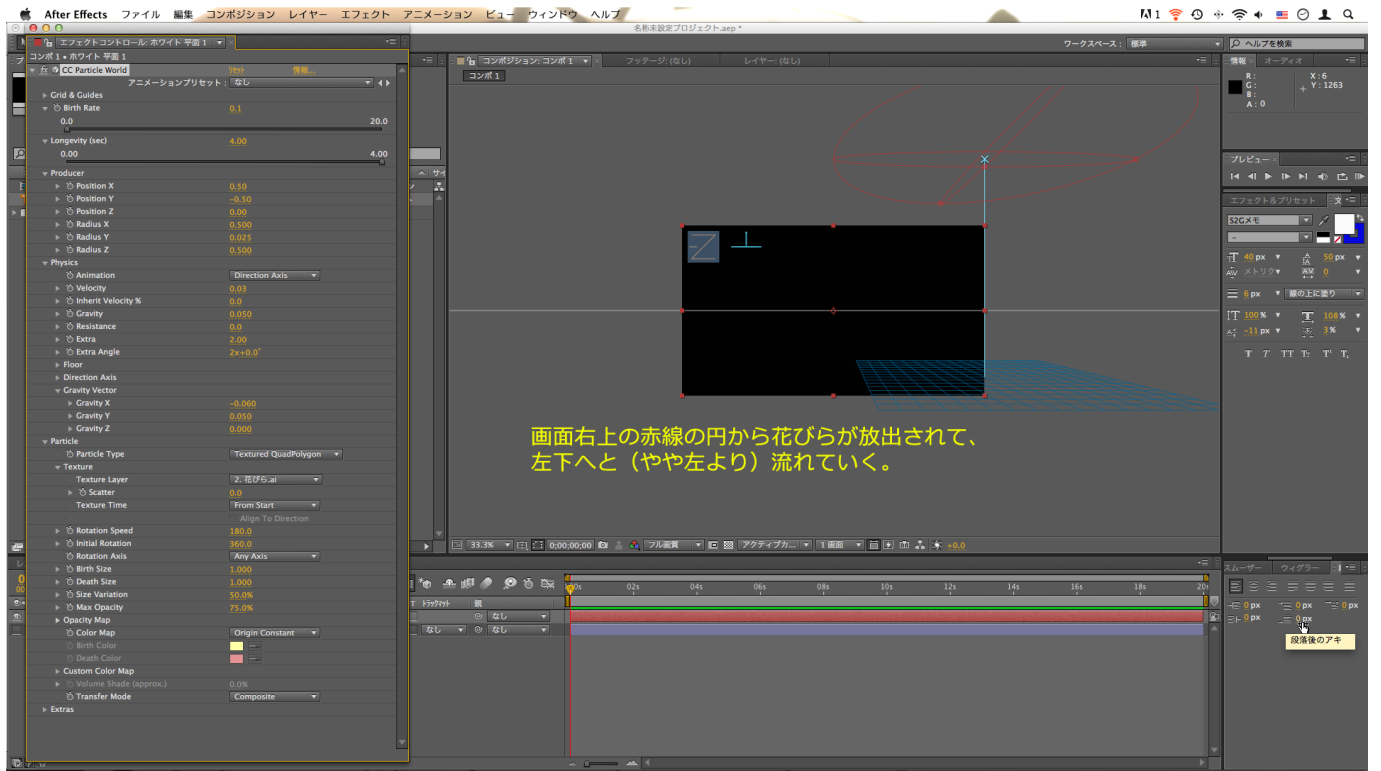 After Effects ファイル 編集 コンポジション レイヤー エフェクト アニメーション ビュー ウィンドウ ヘルプ
1
名称未設定プロジェクト.aep *
ワークスペース： 標準
ヘルプを検索
エフェクトコントロール: ホワイト 平面 1
コンポ 1 • ホワイト 平面 1
fx CC Particle World リセット 情報...
アニメーションプリセット： なし
Grid & Guides
Birth Rate 0.1
0.0 20.0
Longevity (sec) 4.00
0.00 4.00
Producer
Position X 0.50
Position Y -0.50
Position Z 0.00
Radius X 0.500
Radius Y 0.025
Radius Z 0.500
Physics
Animation Direction Axis
Velocity 0.03
Inherit Velocity % 0.0
Gravity 0.050
Resistance 0.0
Extra 2.00
Extra Angle 2x+0.0°
Floor
Direction Axis
Gravity Vector
Gravity X -0.060
Gravity Y 0.050
Gravity Z 0.000
Particle
Particle Type Textured QuadPolygon
Texture
Texture Layer 2. 花びら.ai
Scatter 0.0
Texture Time From Start
Align To Direction
Rotation Speed 180.0
Initial Rotation 360.0
Rotation Axis Any Axis
Birth Size 1.000
Death Size 1.000
Size Variation 50.0%
Max Opacity 75.0%
Opacity Map
Color Map Origin Constant
Birth Color
Death Color
Custom Color Map
Volume Shade (approx.) 0.0%
Transfer Mode Composite
Extras
コンポジション: コンポ 1
フッテージ: (なし)
レイヤー: (なし)
コンポ 1
画面右上の赤線の円から花びらが放出されて、
左下へと（やや左より）流れていく。
33.3% 0;00;00;00 フル画質 アクティブカ... 1 画面 +0.0
情報 オーディオ
R :
G :
B :
A : 0
X : 6
Y : 1263
プレビュー
エフェクト＆プリセット 文
S2GメモE
-
40 px 50 px
メトリク 0
6 px 線の上に塗り
100 % 108 %
-11 px 3 %
T T TT Tt T' T,
トラックマット 親
なし
なし なし
00s 02s 04s 06s 08s 10s 12s 14s 16s 18s 20s
スムーザー ウィグラー
0 px 0 px 0 px
0 px 0 px
段落後のアキ